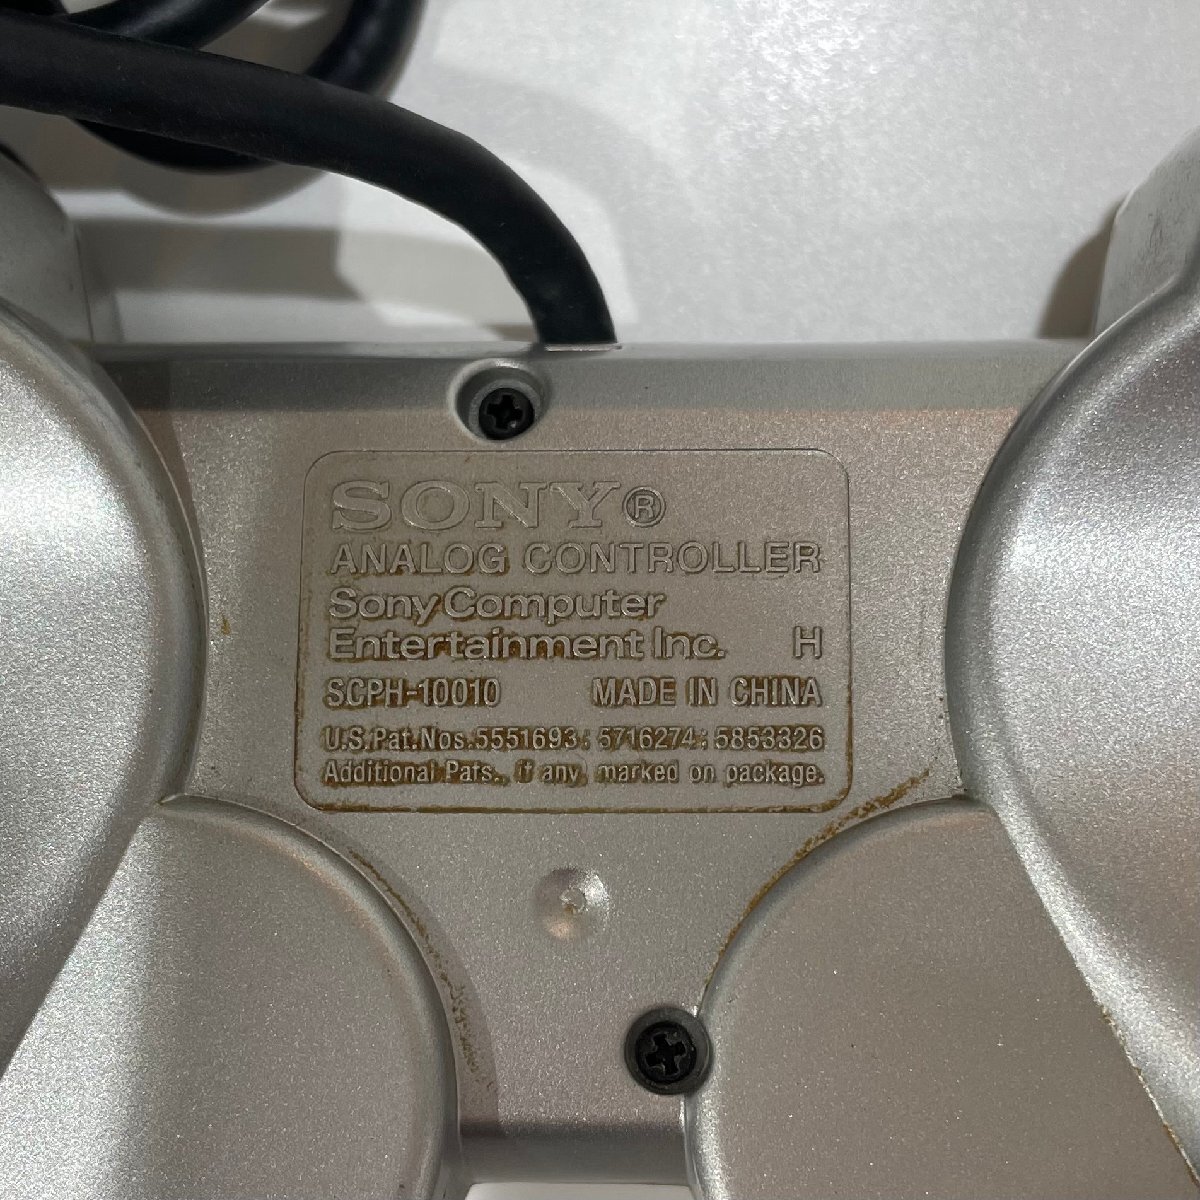 SONY®
ANALOG CONTROLLER
Sony Computer
Entertainment Inc. H
SCPH-10010 MADE IN CHINA
U.S.Pat.Nos.5551693; 5716274; 5853326
Additional Pats., if any, marked on package.